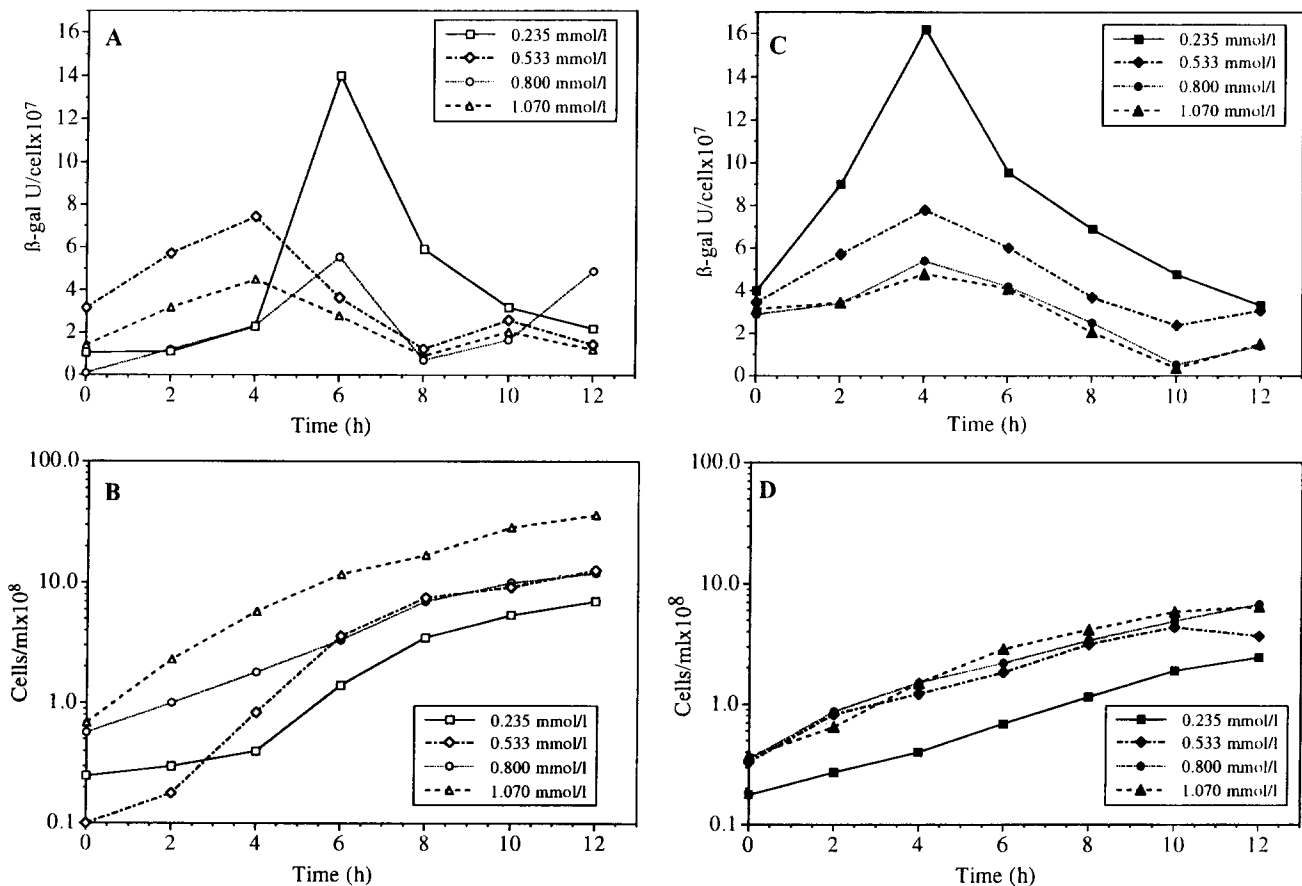 A
0.235 mmol/l
0.533 mmol/l
0.800 mmol/l
1.070 mmol/l
16
14
12
10
8
6
4
2
0
ß-gal U/cellx10⁷
0 2 4 6 8 10 12
Time (h)
C
0.235 mmol/l
0.533 mmol/l
0.800 mmol/l
1.070 mmol/l
16
14
12
10
8
6
4
2
0
ß-gal U/cellx10⁷
0 2 4 6 8 10 12
Time (h)
B
100.0
10.0
1.0
0.1
Cells/mlx10⁸
0.235 mmol/l
0.533 mmol/l
0.800 mmol/l
1.070 mmol/l
0 2 4 6 8 10 12
Time (h)
D
100.0
10.0
1.0
0.1
Cells/mlx10⁸
0.235 mmol/l
0.533 mmol/l
0.800 mmol/l
1.070 mmol/l
0 2 4 6 8 10 12
Time (h)